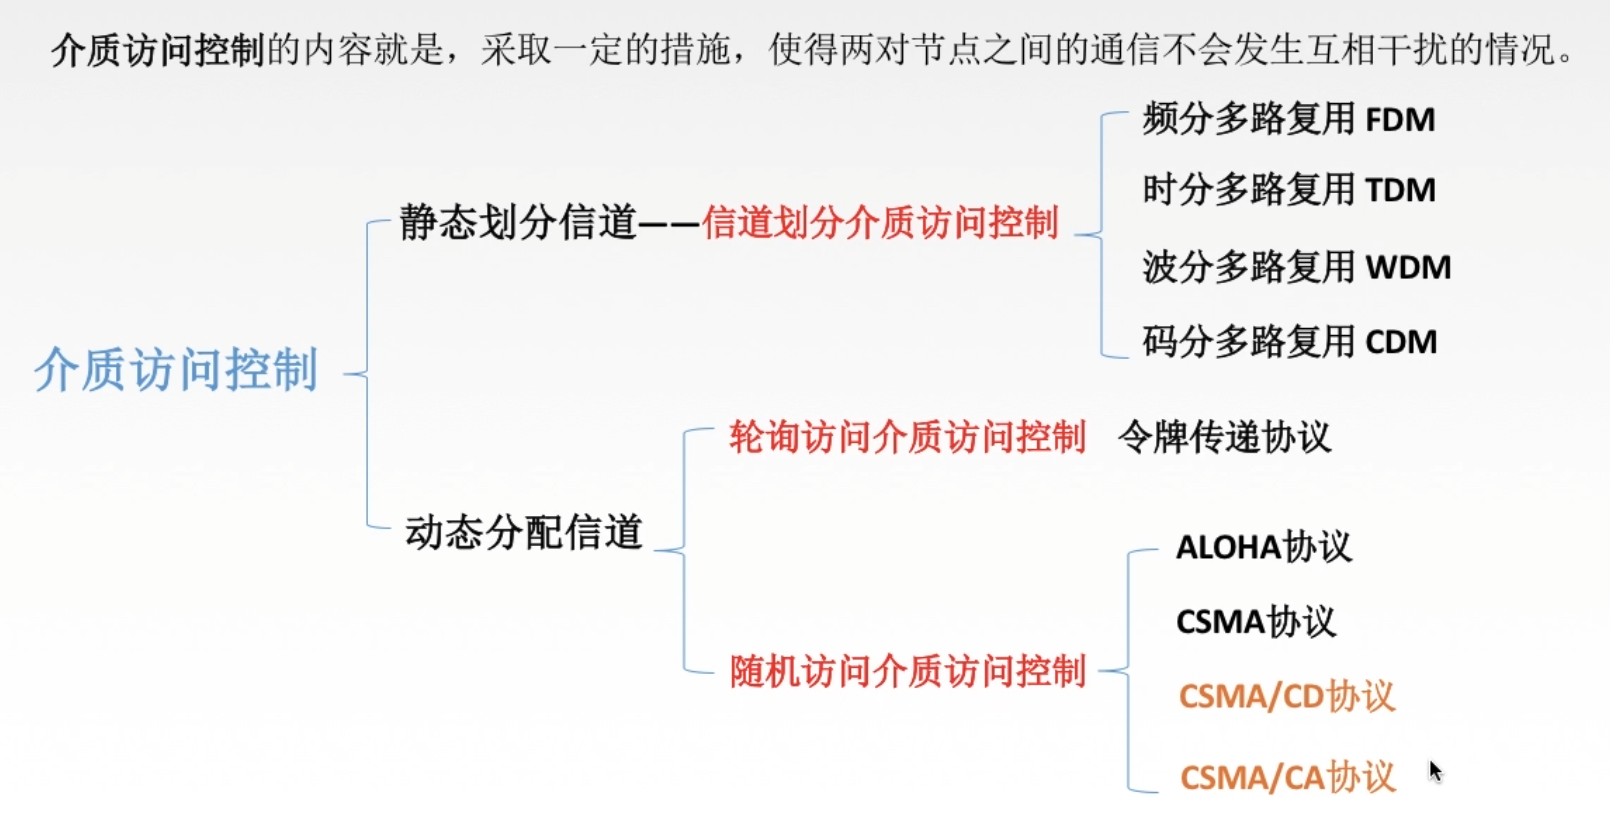 介质访问控制的内容就是，采取一定的措施，使得两对节点之间的通信不会发生互相干扰的情况。
频分多路复用 FDM
时分多路复用 TDM
静态划分信道——信道划分介质访问控制
波分多路复用 WDM
码分多路复用 CDM
介质访问控制
轮询访问介质访问控制 令牌传递协议
动态分配信道
ALOHA协议
CSMA协议
随机访问介质访问控制
CSMA/CD协议
CSMA/CA协议